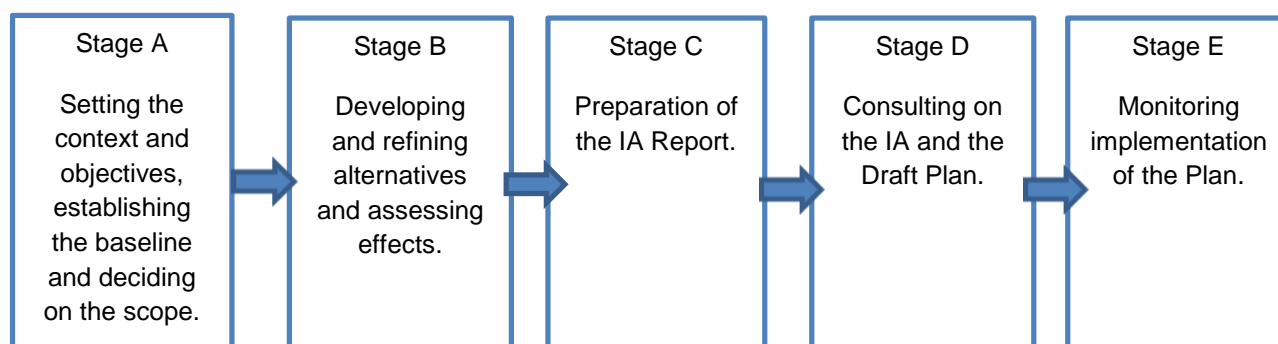 Stage A
Setting the
context and
objectives,
establishing
the baseline
and deciding
on the scope.
Stage B
Developing
and refining
alternatives
and assessing
effects.
Stage C
Preparation of
the IA Report.
Stage D
Consulting on
the IA and the
Draft Plan.
Stage E
Monitoring
implementation
of the Plan.